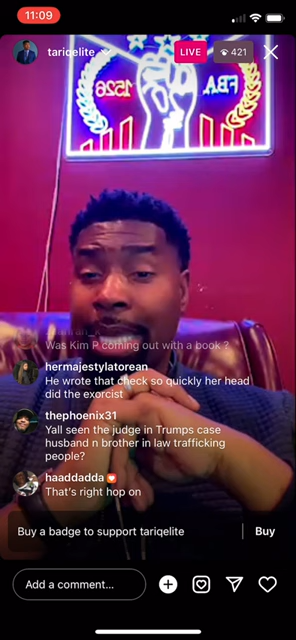 11:09
tariqelite
LIVE
421
1526
FBA
Was Kim P coming out with a book ?
hermajestylatorean
He wrote that check so quickly her head
did the exorcist
thephoenix31
Yall seen the judge in Trumps case
husband n brother in law trafficking
people?
haaddadda
That's right hop on
Buy a badge to support tariqelite
Buy
Add a comment...